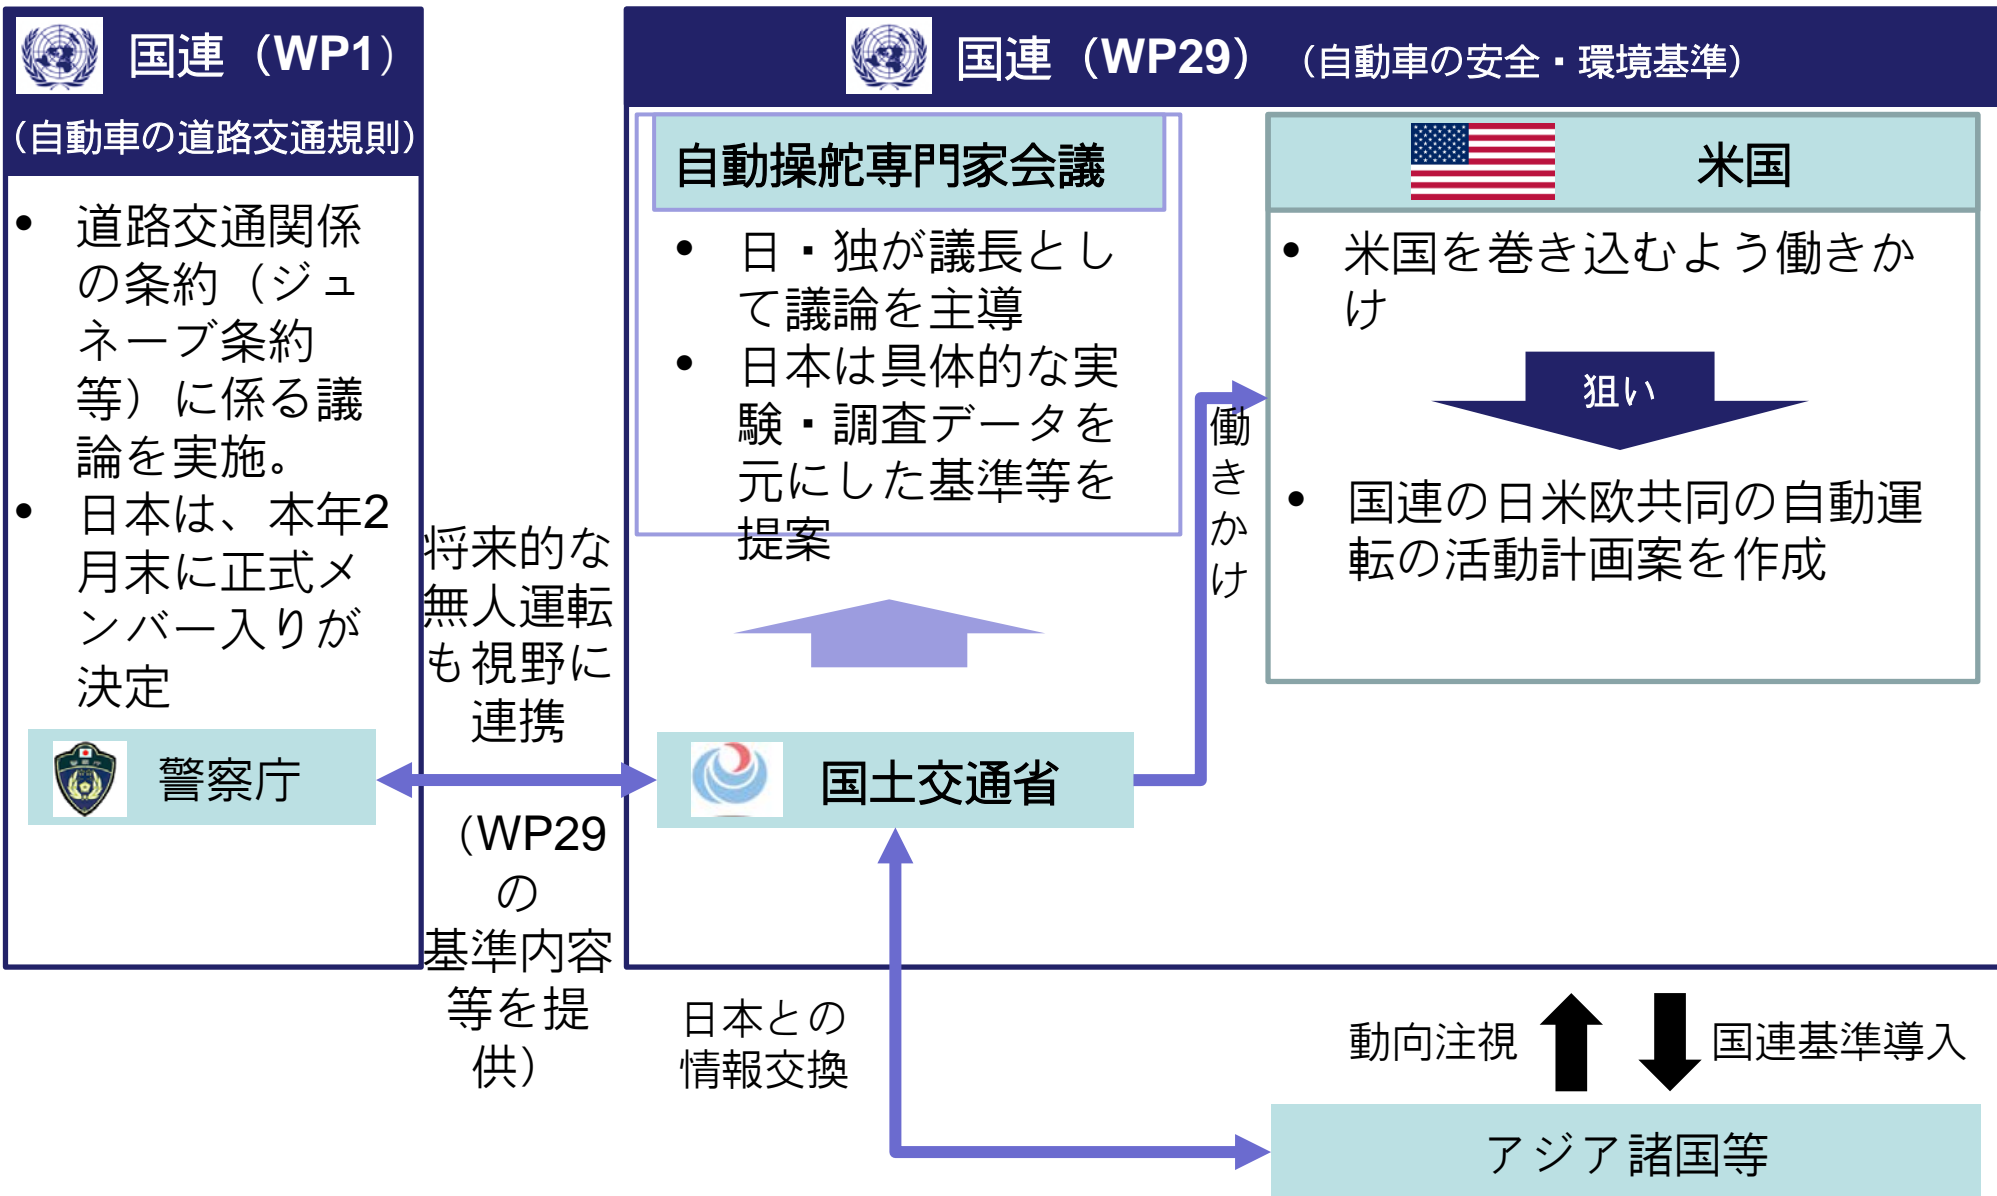 国連（WP1）
（自動車の道路交通規則）
• 道路交通関係
の条約（ジュ
ネーブ条約
等）に係る議
論を実施。
• 日本は、本年2
月末に正式メ
ンバー入りが
決定
警察庁
将来的な
無人運転
も視野に
連携
（WP29
の
基準内容
等を提
供）
国連（WP29）（自動車の安全・環境基準）
自動操舵専門家会議
• 日・独が議長とし
て議論を主導
• 日本は具体的な実
験・調査データを
元にした基準等を
提案
国土交通省
働きかけ
米国
• 米国を巻き込むよう働きか
け
狙い
• 国連の日米欧共同の自動運
転の活動計画案を作成
日本との
情報交換
動向注視
国連基準導入
アジア諸国等